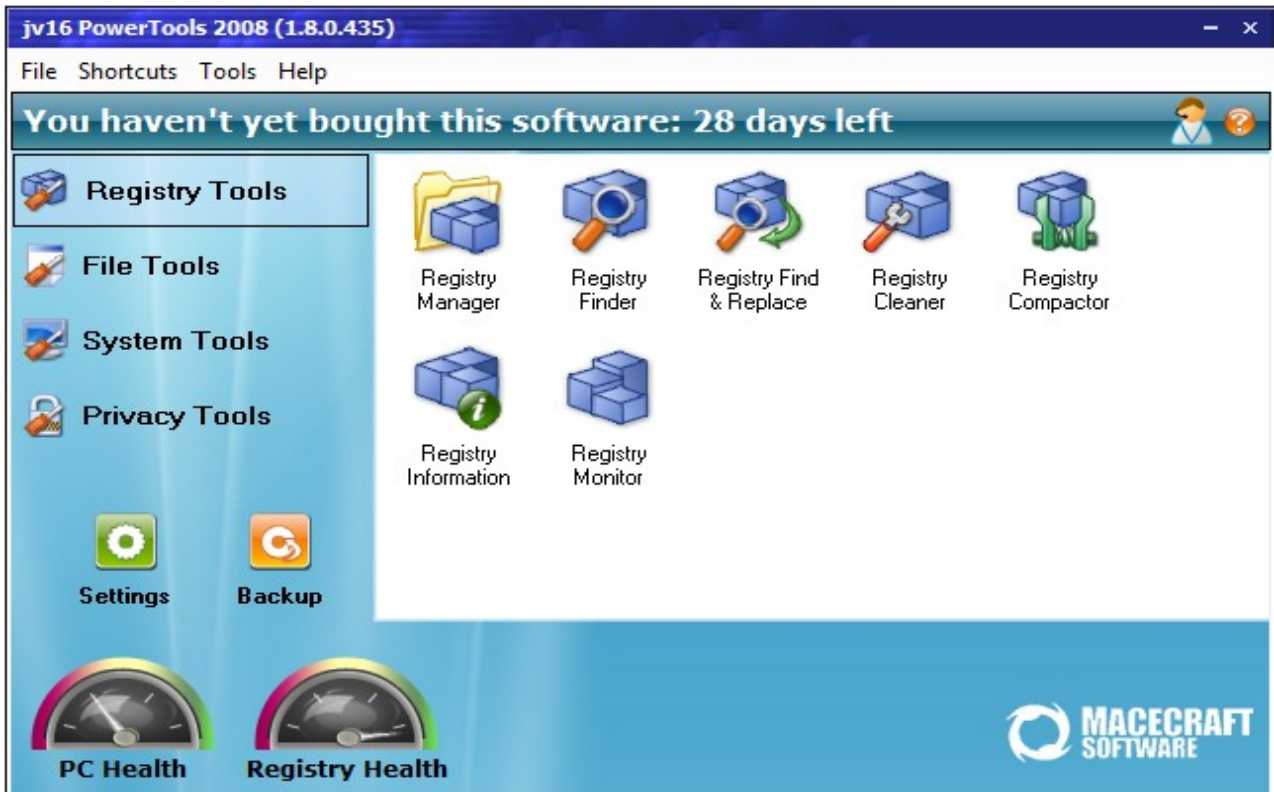 jv16 PowerTools 2008 (1.8.0.435)
File Shortcuts Tools Help
You haven't yet bought this software: 28 days left
Registry Tools
File Tools
System Tools
Privacy Tools
Settings
Backup
Registry
Manager
Registry
Finder
Registry Find
& Replace
Registry
Cleaner
Registry
Compactor
Registry
Information
Registry
Monitor
PC Health
Registry Health
MACECRAFT
SOFTWARE